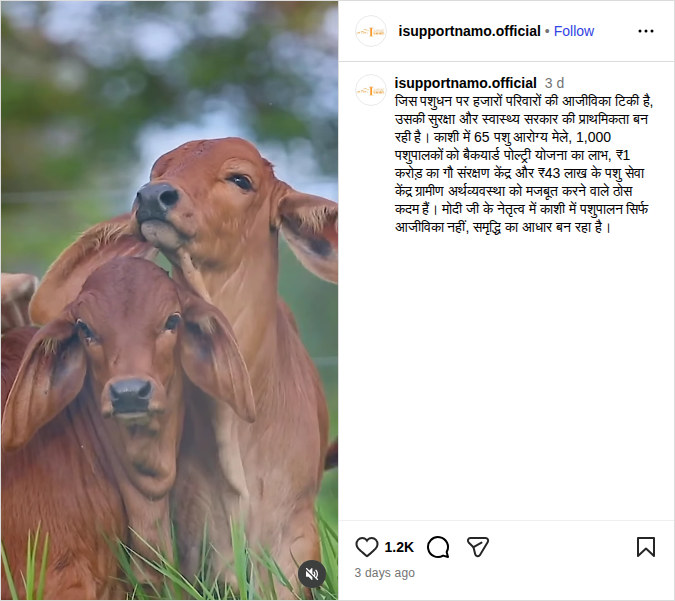 isupportnamo.official • Follow
isupportnamo.official 3 d
जिस पशुधन पर हजारों परिवारों की आजीविका टिकी है,
उसकी सुरक्षा और स्वास्थ्य सरकार की प्राथमिकता बन
रही है। काशी में 65 पशु आरोग्य मेले, 1,000
पशुपालकों को बैकयार्ड पोल्ट्री योजना का लाभ, ₹1
करोड़ का गौ संरक्षण केंद्र और ₹43 लाख के पशु सेवा
केंद्र ग्रामीण अर्थव्यवस्था को मजबूत करने वाले ठोस
कदम हैं। मोदी जी के नेतृत्व में काशी में पशुपालन सिर्फ
आजीविका नहीं, समृद्धि का आधार बन रहा है।
1.2K
3 days ago